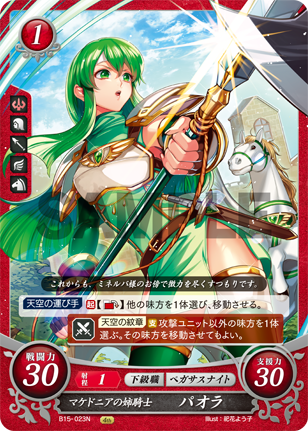 1
SAMPLE
これからも、ミネルバ様のお傍で微力を尽くすつもりです。
天空の運び手 起【 】他の味方を1体選び、移動させる。
天空の紋章 支 攻撃ユニット以外の味方を1体
選ぶ。その味方を移動させてもよい。
戦闘力
30
射程 1 下級職 ペガサスナイト
支援力
30
マケドニアの姉騎士 パオラ
B15-023N
Illust:紀花よう子